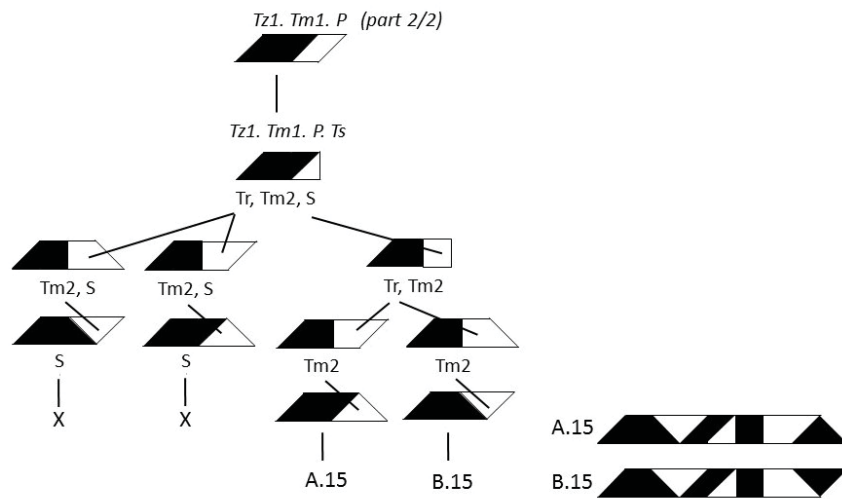 Tz1. Tm1. P (part 2/2)
Tz1. Tm1. P. Ts
Tr, Tm2, S
Tm2, S
Tm2, S
Tr, Tm2
S
S
Tm2
Tm2
X
X
A.15
B.15
A.15
B.15